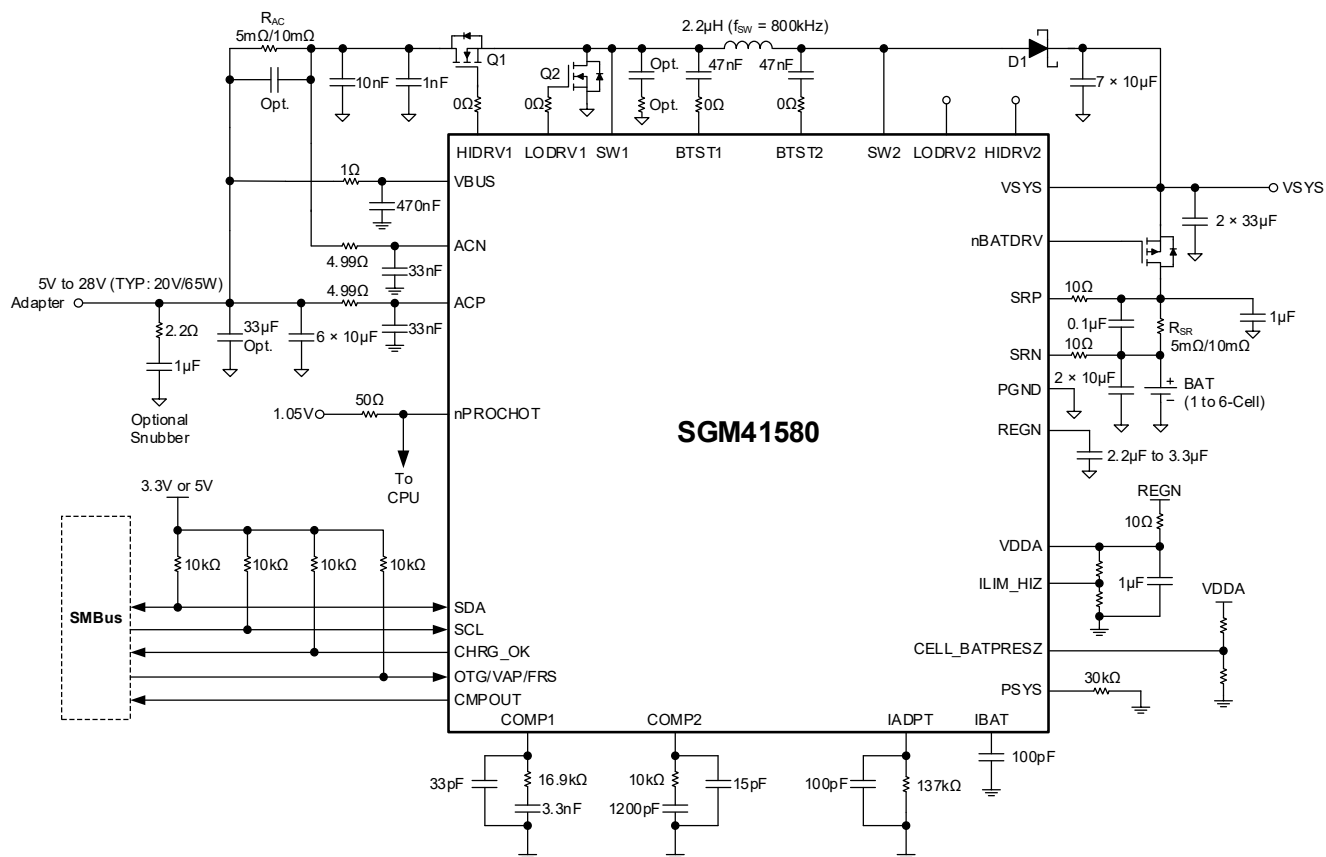 R_AC
5mΩ/10mΩ
Opt.
10nF
1nF
Q1
0Ω
Q2
0Ω
Opt.
Opt.
2.2μH (f_SW = 800kHz)
47nF
47nF
0Ω
0Ω
D1
7 × 10μF
HIDRV1
LODRV1
SW1
BTST1
BTST2
SW2
LODRV2
HIDRV2
1Ω
VBUS
470nF
ACN
4.99Ω
33nF
5V to 28V (TYP: 20V/65W)
Adapter
4.99Ω
ACP
33nF
2.2Ω
1μF
33μF
Opt.
6 × 10μF
Optional
Snubber
1.05V
50Ω
nPROCHOT
To
CPU
3.3V or 5V
10kΩ
10kΩ
10kΩ
10kΩ
SMBus
SDA
SCL
CHRG_OK
OTG/VAP/FRS
CMPOUT
SGM41580
VSYS
VSYS
2 × 33μF
nBATDRV
SRP
10Ω
0.1μF
R_SR
5mΩ/10mΩ
1μF
SRN
10Ω
2 × 10μF
BAT
(1 to 6-Cell)
+
−
PGND
REGN
2.2μF to 3.3μF
REGN
10Ω
VDDA
ILIM_HIZ
1μF
VDDA
CELL_BATPRESZ
PSYS
30kΩ
COMP1
COMP2
IADPT
IBAT
33pF
16.9kΩ
3.3nF
10kΩ
1200pF
15pF
100pF
137kΩ
100pF